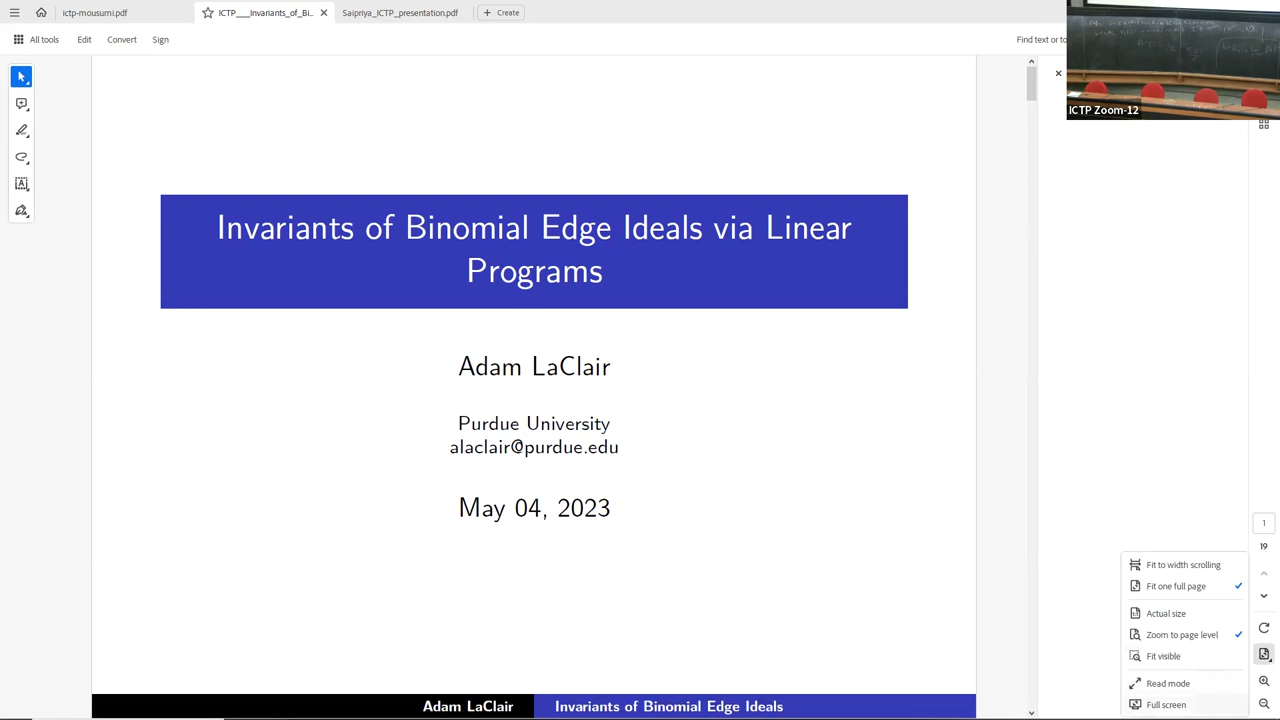 ictp-mousumi.pdf
ICTP___Invariants_of_Bi...
Saipriya_ICTP_presentation.pdf
Create
All tools
Edit
Convert
Sign
Find text or to
ICTP Zoom-12
Invariants of Binomial Edge Ideals via Linear
Programs
Adam LaClair
Purdue University
alaclair@purdue.edu
May 04, 2023
1
19
Fit to width scrolling
Fit one full page
Actual size
Zoom to page level
Fit visible
Read mode
Full screen
Adam LaClair
Invariants of Binomial Edge Ideals